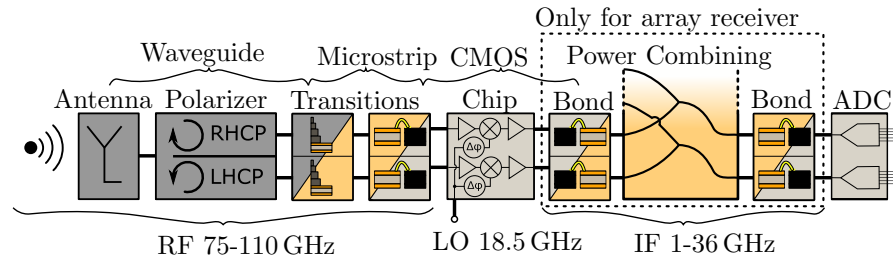 Only for array receiver
Waveguide Microstrip CMOS Power Combining
Antenna Polarizer Transitions Chip Bond Bond ADC
RHCP
Δφ
LHCP
Δφ
RF 75-110 GHz LO 18.5 GHz IF 1-36 GHz